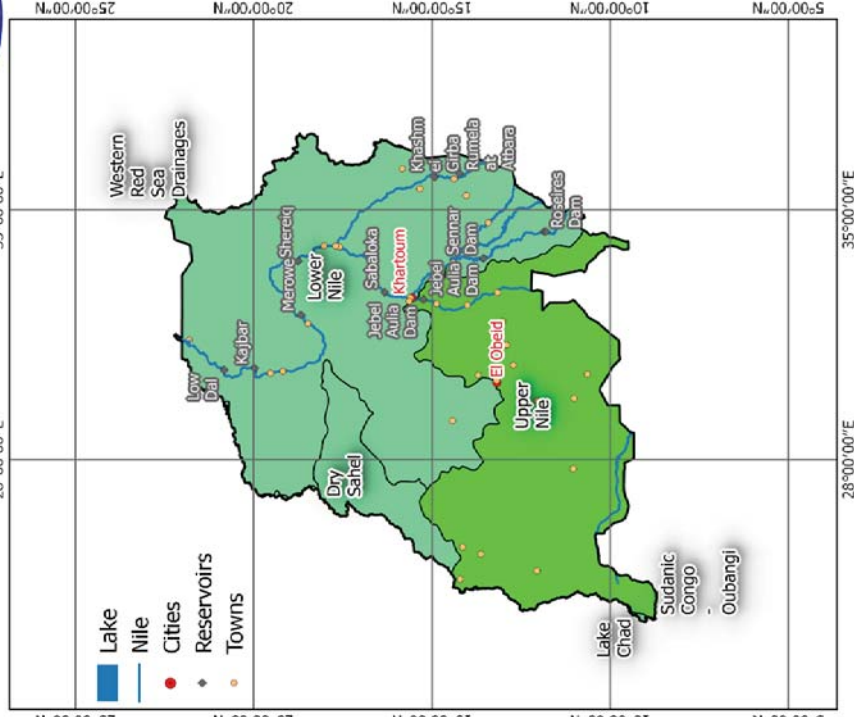 25°00'00"N
20°00'00"N
15°00'00"N
10°00'00"N
5°00'00"N
Lake
Nile
Cities
Reservoirs
Towns
Western
Red
Sea
Drainages
Low
Dal
Kajbar
Merowe
Shereiq
Lower
Nile
Dry
Sahel
Sabaloka
Khartoum
Jebel
Aulia
Dam
Jebel
Aulia
Dam
Sennar
Dam
Khashm
el
Girba
Rumela
at
Atbara
Roseires
Dam
El Obeid
Upper
Nile
Lake
Chad
Sudanic
Congo
-
Oubangi
28°00'00"E
35°00'00"E